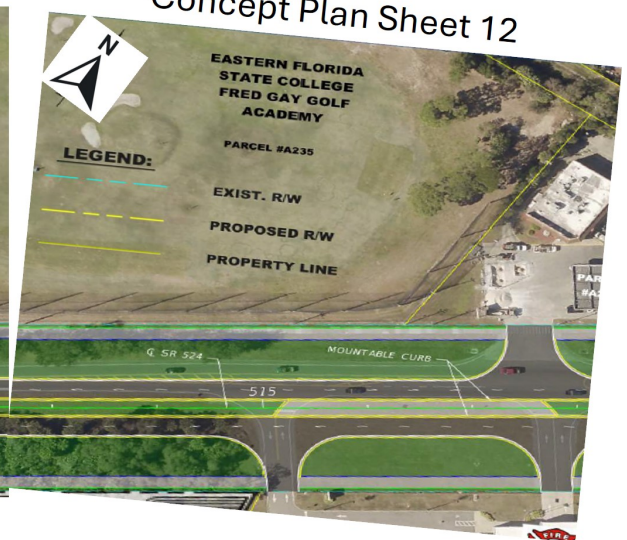 Concept Plan Sheet 12
N
EASTERN FLORIDA
STATE COLLEGE
FRED GAY GOLF
ACADEMY
PARCEL #A235
LEGEND:
EXIST. R/W
PROPOSED R/W
PROPERTY LINE
℄ SR 524
MOUNTABLE CURB
515
FIRE